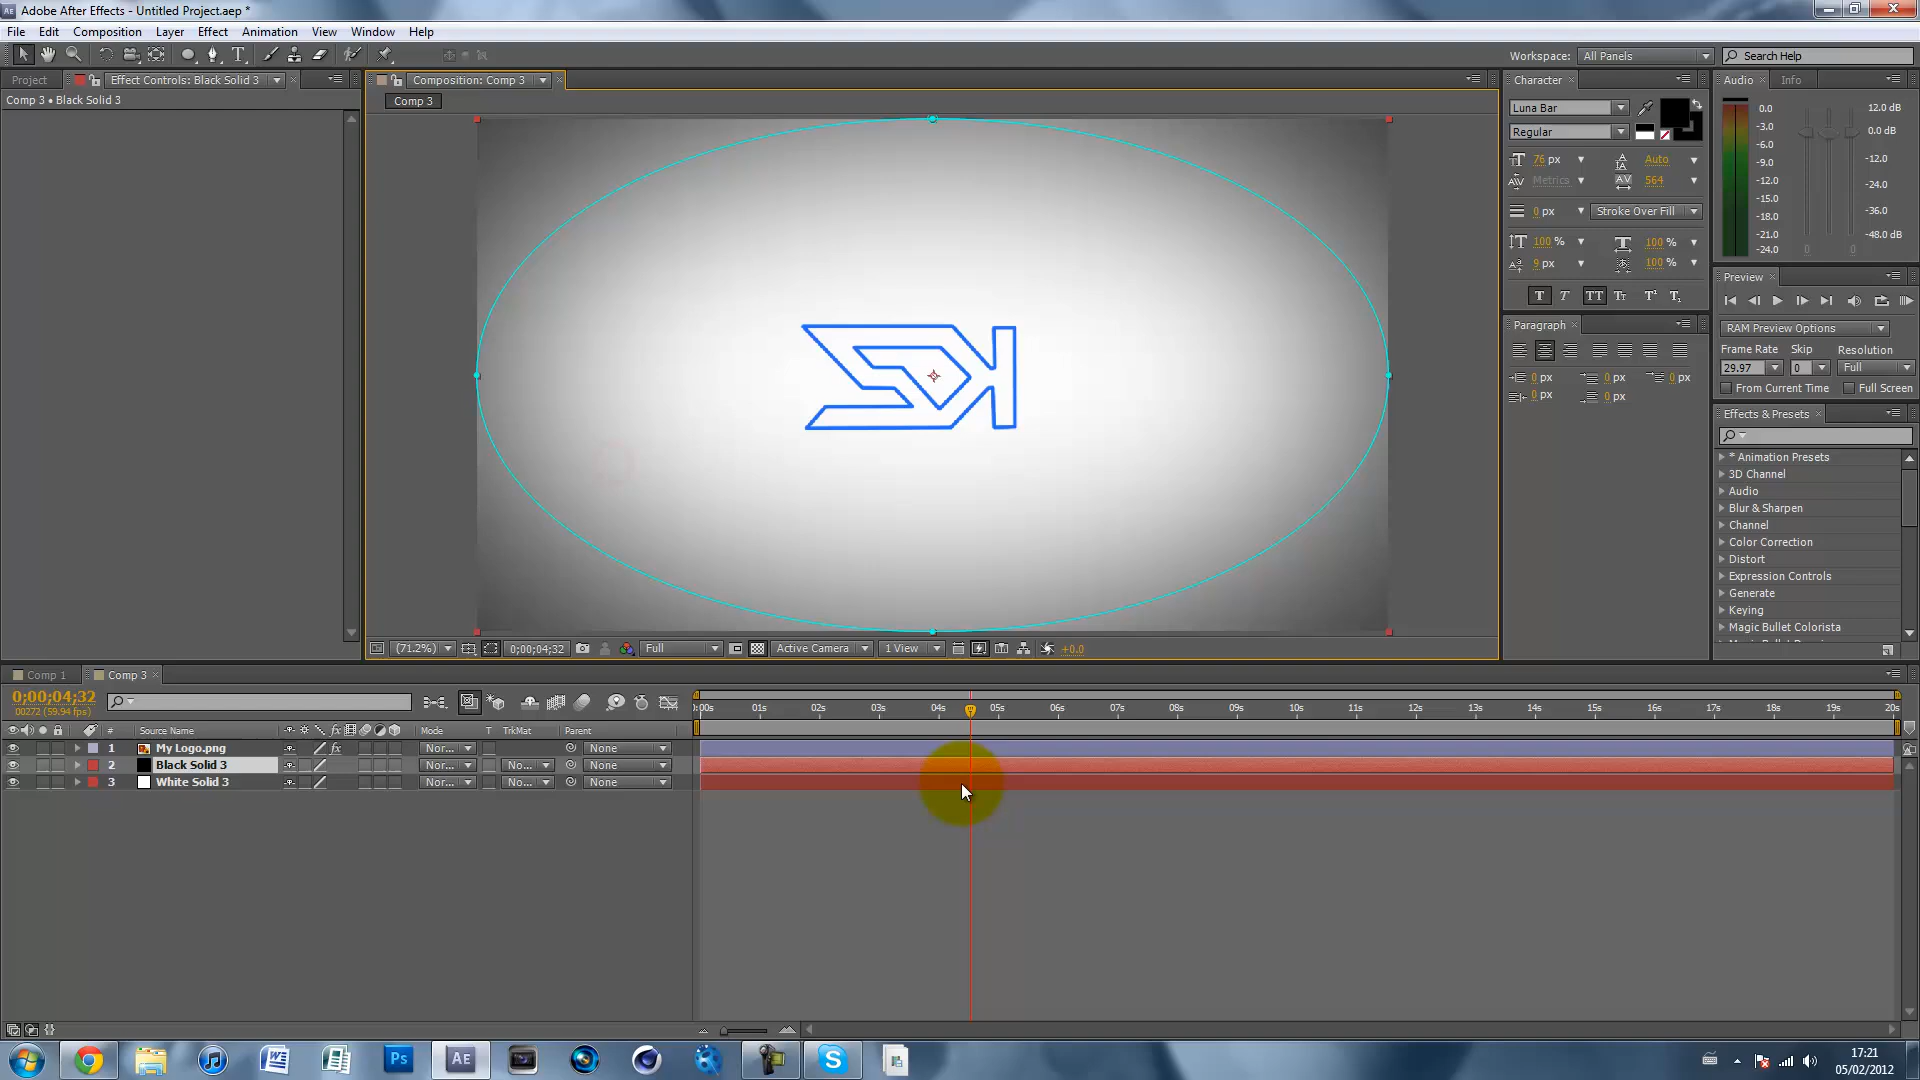 Adobe After Effects - Untitled Project.aep *
File Edit Composition Layer Effect Animation View Window Help
Workspace: All Panels Search Help
Project Effect Controls: Black Solid 3
Comp 3 • Black Solid 3
Composition: Comp 3
Comp 3
(71.2%) 0;00;04;32 Full Active Camera 1 View +0.0
Character
Luna Bar
Regular
76 px Auto
Metrics 564
0 px Stroke Over Fill
100 % 100 %
9 px 100 %
T T TT Tt T¹ T₁
Paragraph
0 px 0 px 0 px
0 px 0 px
Audio Info
0.0 12.0 dB
-3.0 0.0 dB
-6.0
-9.0 -12.0
-12.0 -24.0
-15.0
-18.0 -36.0
-21.0 -48.0 dB
-24.0 0 0
Preview
RAM Preview Options
Frame Rate Skip Resolution
29.97 0 Full
From Current Time Full Screen
Effects & Presets
* Animation Presets
3D Channel
Audio
Blur & Sharpen
Channel
Color Correction
Distort
Expression Controls
Generate
Keying
Magic Bullet Colorista
Comp 1 Comp 3
0;00;04;32
00272 (59.94 fps)
:00s 01s 02s 03s 04s 05s 06s 07s 08s 09s 10s 11s 12s 13s 14s 15s 16s 17s 18s 19s 20s
# Source Name fx Mode T TrkMat Parent
1 My Logo.png fx Nor... None
2 Black Solid 3 Nor... No... None
3 White Solid 3 Nor... No... None
Ps AE
17:21
05/02/2012